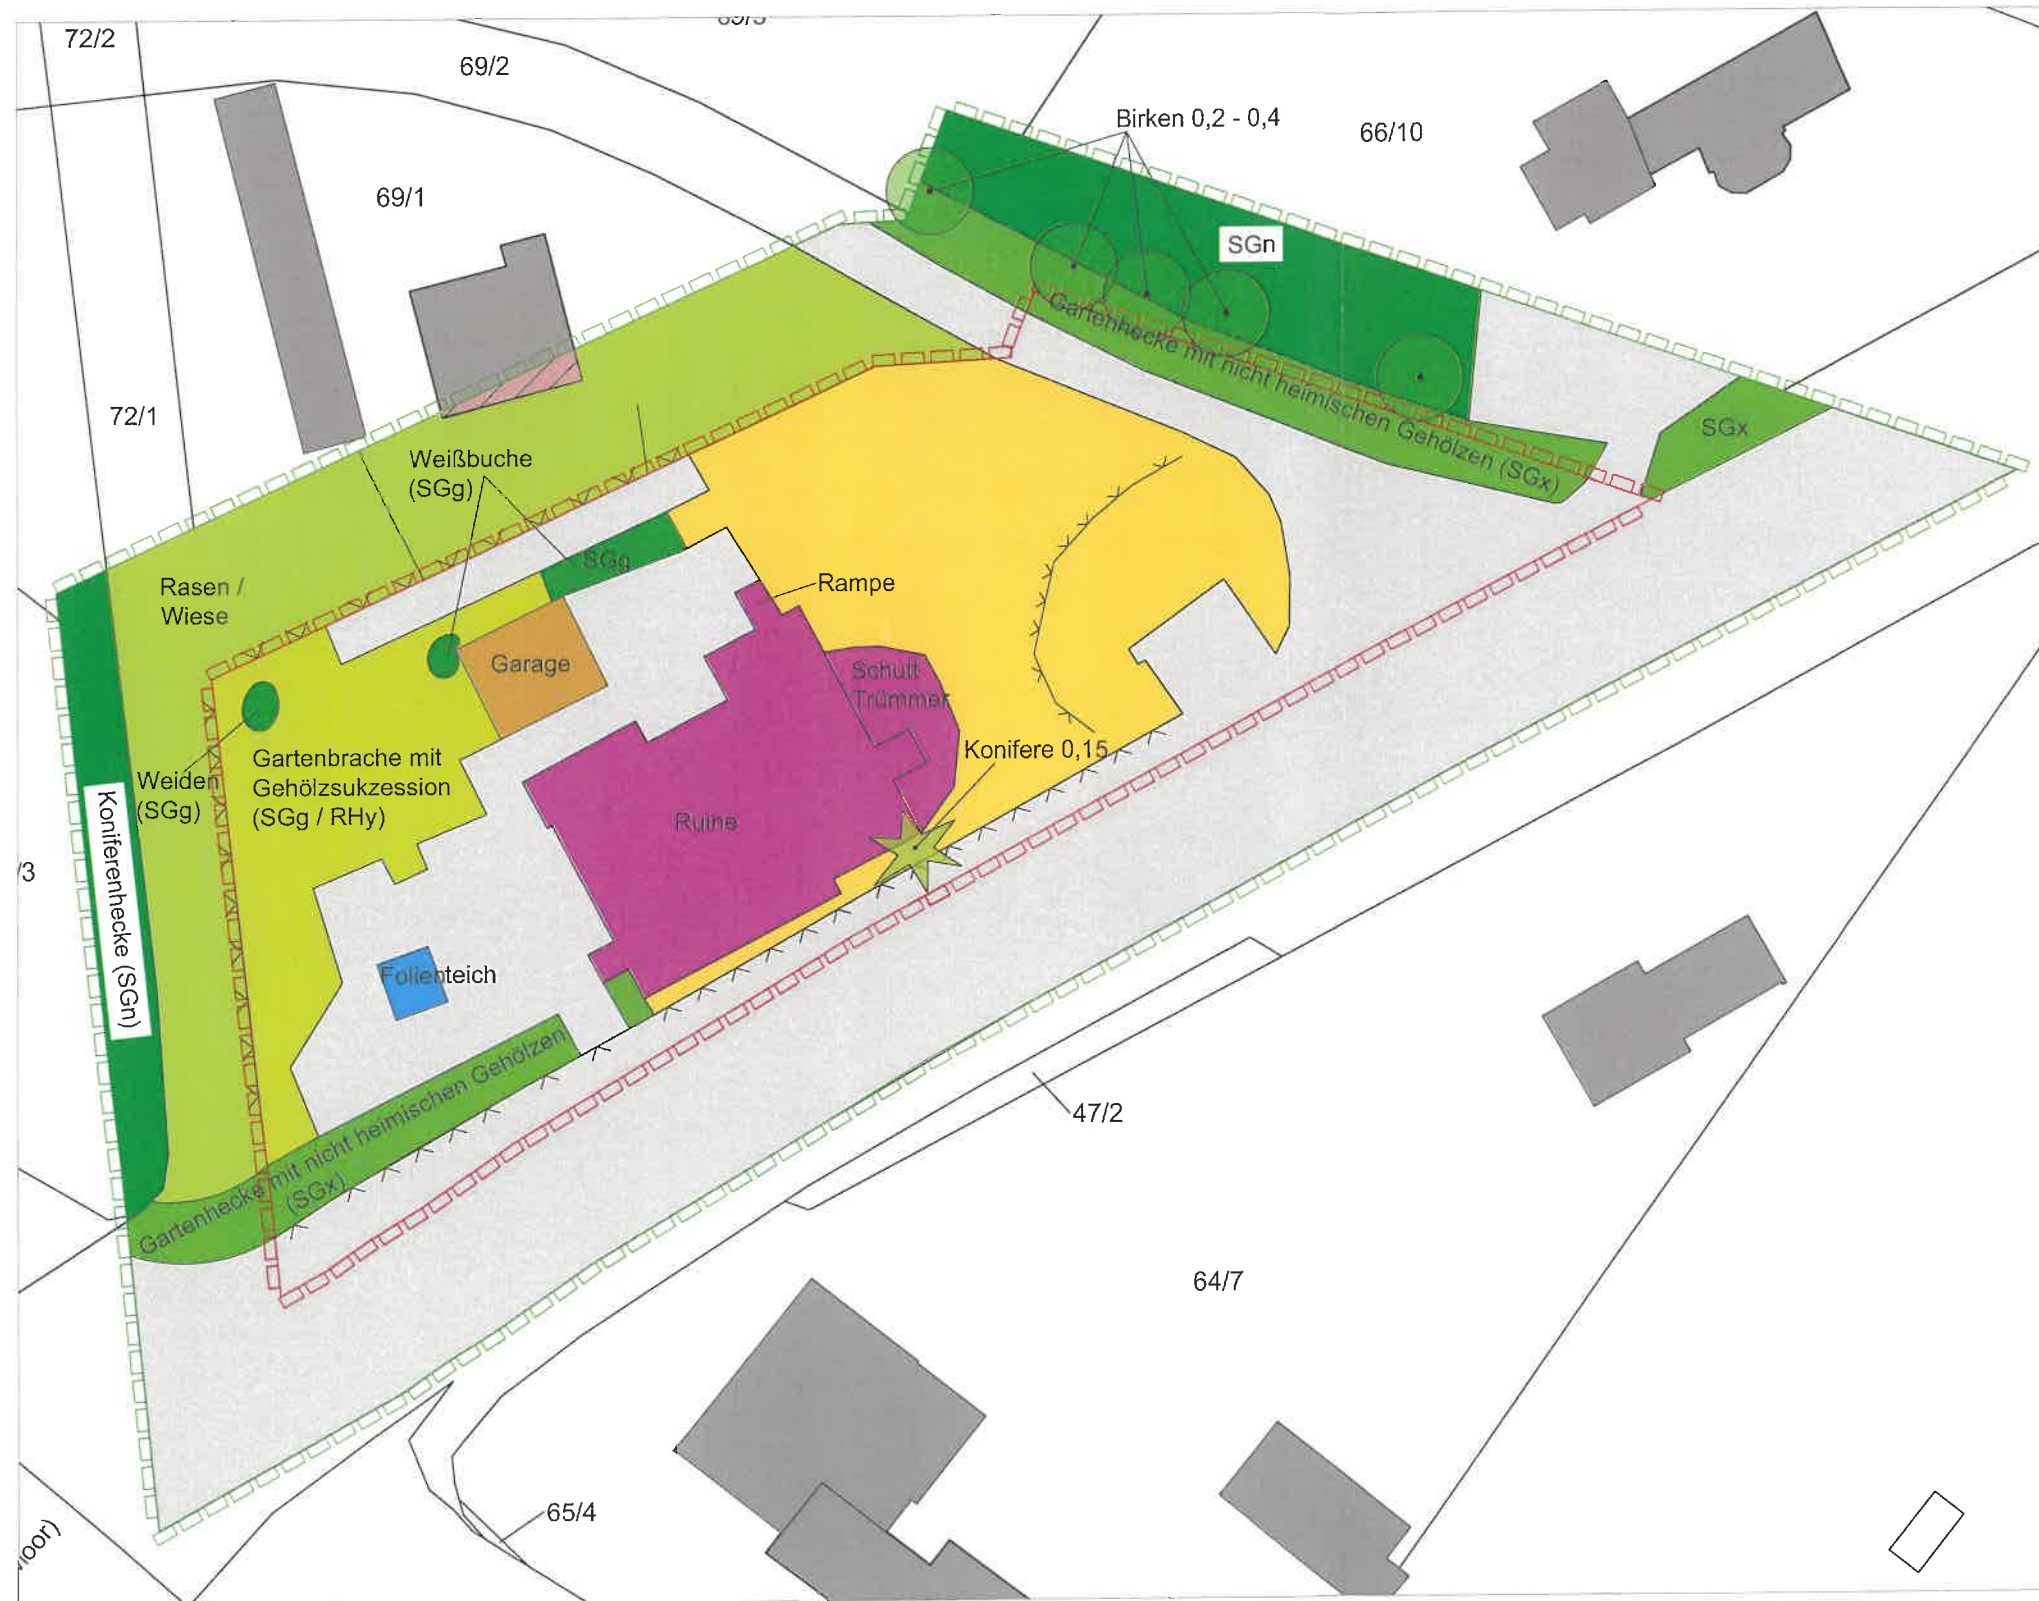 72/2
69/2
Birken 0,2 - 0,4
66/10
69/1
SGn
Gartenhecke mit nicht heimischen Gehölzen (SGx)
SGx
72/1
Weißbuche
(SGg)
SGg
Rasen /
Wiese
Rampe
Garage
Schutt
Trümmer
Konifere 0,15
Gartenbrache mit
Gehölzsukzession
(SGg / RHy)
Weiden
(SGg)
Ruine
Koniferenhecke (SGn)
/3
Folienteich
Gartenhecke mit nicht heimischen Gehölzen
(SGx)
47/2
64/7
65/4